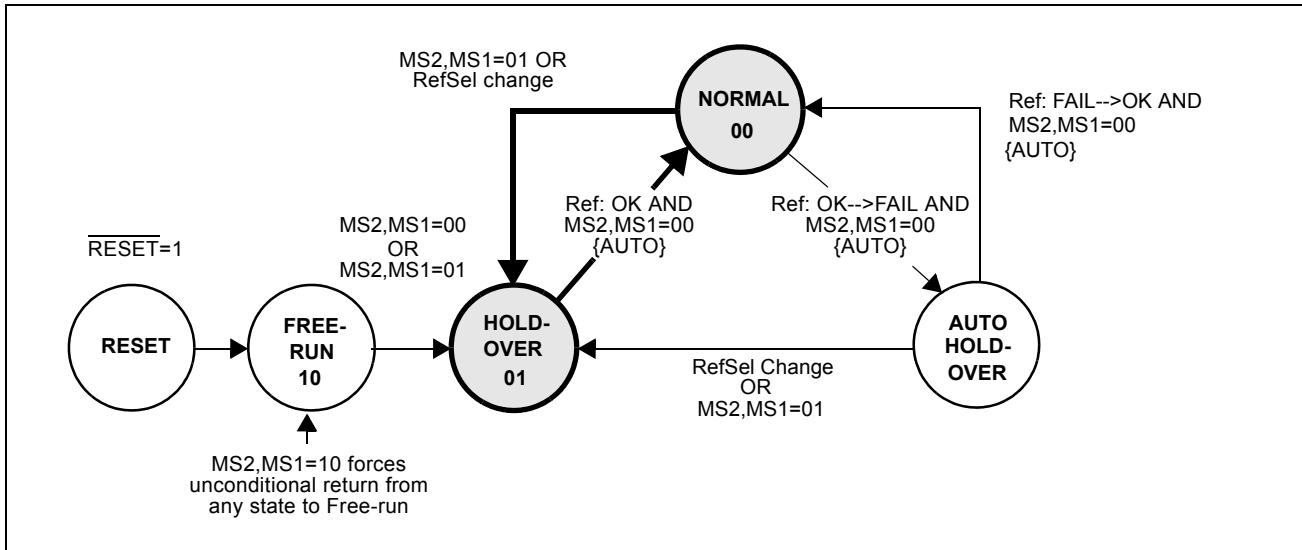 MS2,MS1=01 OR
RefSel change
NORMAL
00
Ref: FAIL-->OK AND
MS2,MS1=00
{AUTO}
Ref: OK AND
MS2,MS1=00
{AUTO}
Ref: OK-->FAIL AND
MS2,MS1=00
{AUTO}
MS2,MS1=00
OR
MS2,MS1=01
RESET=1
RESET
FREE-
RUN
10
HOLD-
OVER
01
AUTO
HOLD-
OVER
RefSel Change
OR
MS2,MS1=01
MS2,MS1=10 forces
unconditional return from
any state to Free-run